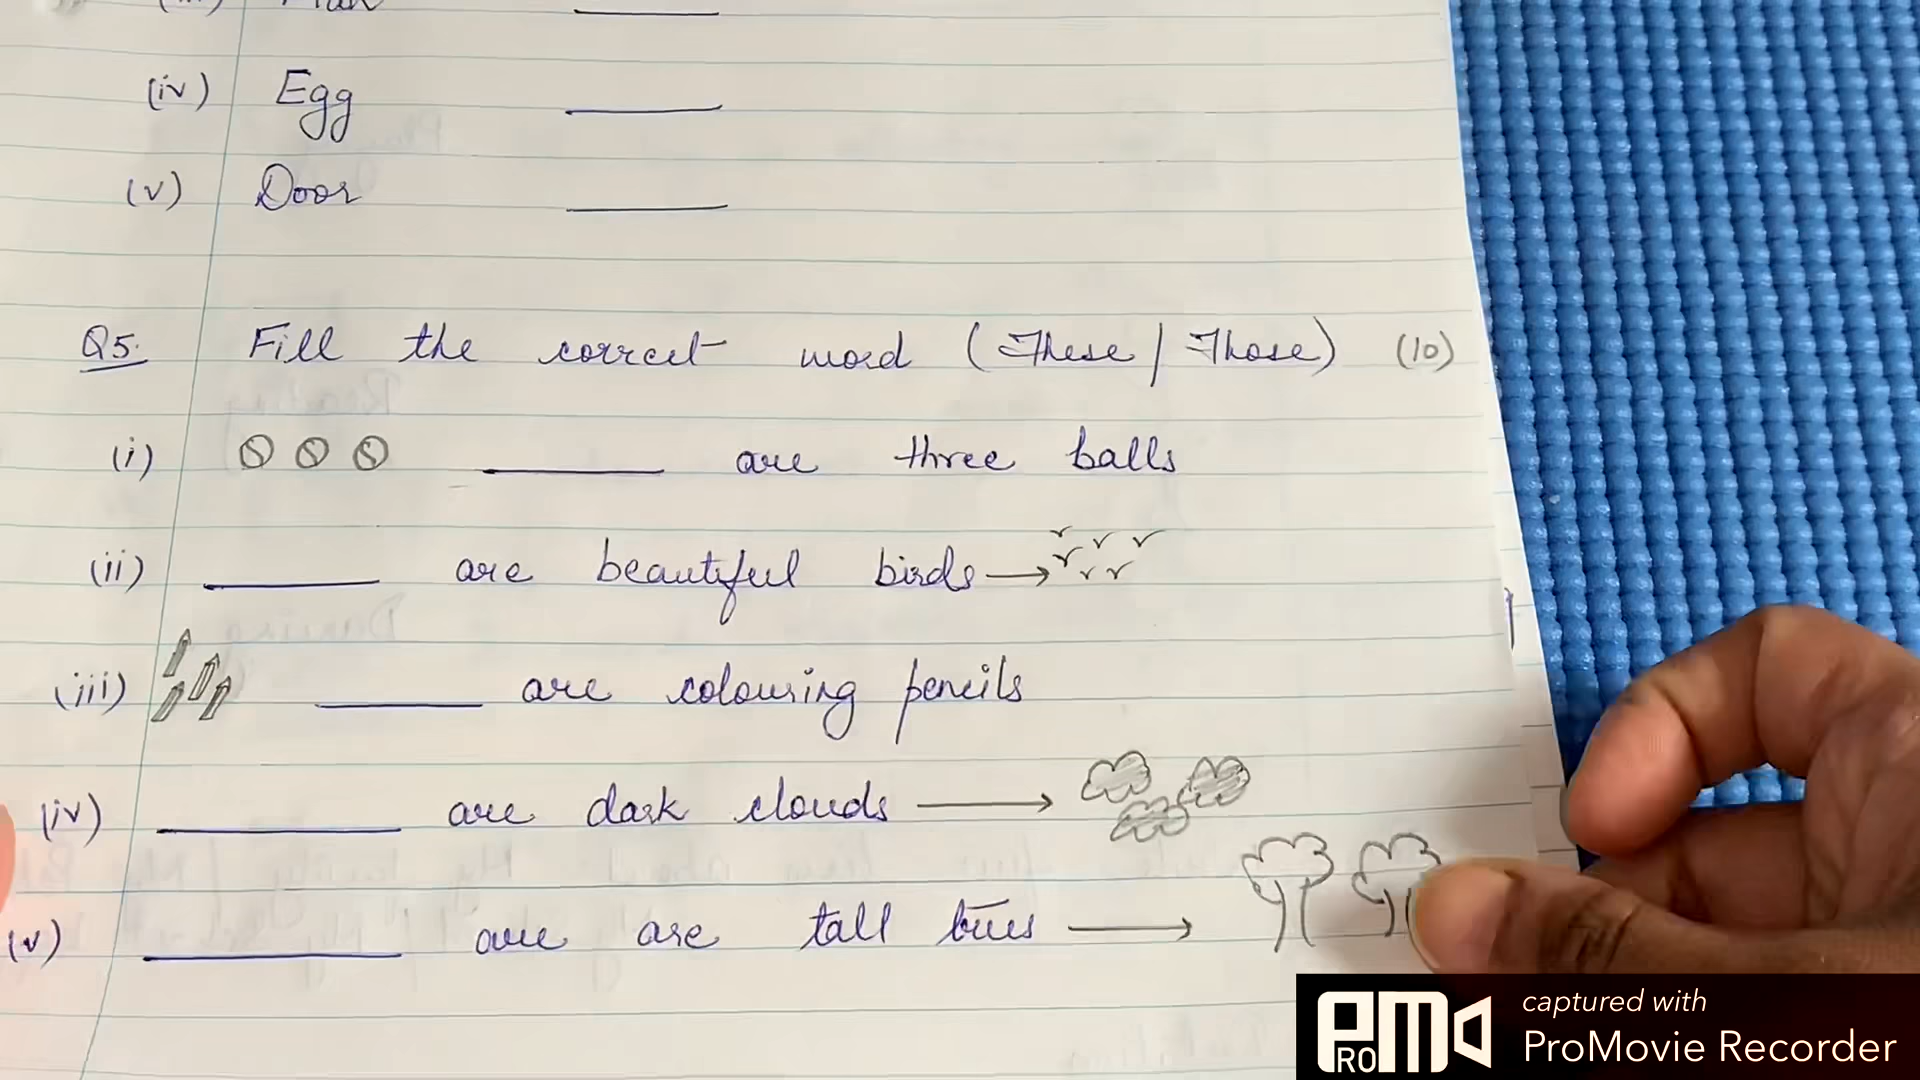 (iv) Egg ______
(v) Door ______
Q5. Fill the correct word (These / Those) (10)
(i) ______ are three balls
(ii) ______ are beautiful birds →
(iii) ______ are colouring pencils
(iv) ______ are dark clouds →
(v) ______ are are tall trees →
captured with
PRO M ProMovie Recorder